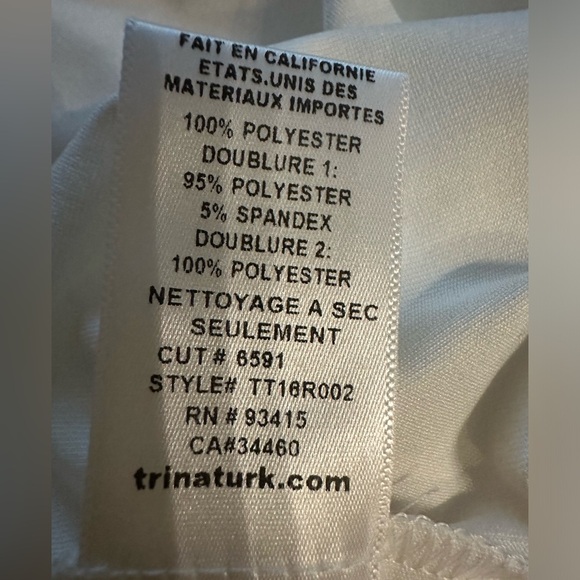 FAIT EN CALIFORNIE
ETATS.UNIS DES
MATERIAUX IMPORTES
100% POLYESTER
DOUBLURE 1:
95% POLYESTER
5% SPANDEX
DOUBLURE 2:
100% POLYESTER
NETTOYAGE A SEC
SEULEMENT
CUT# 6591
STYLE# TT16R002
RN # 93415
CA#34460
trinaturk.com